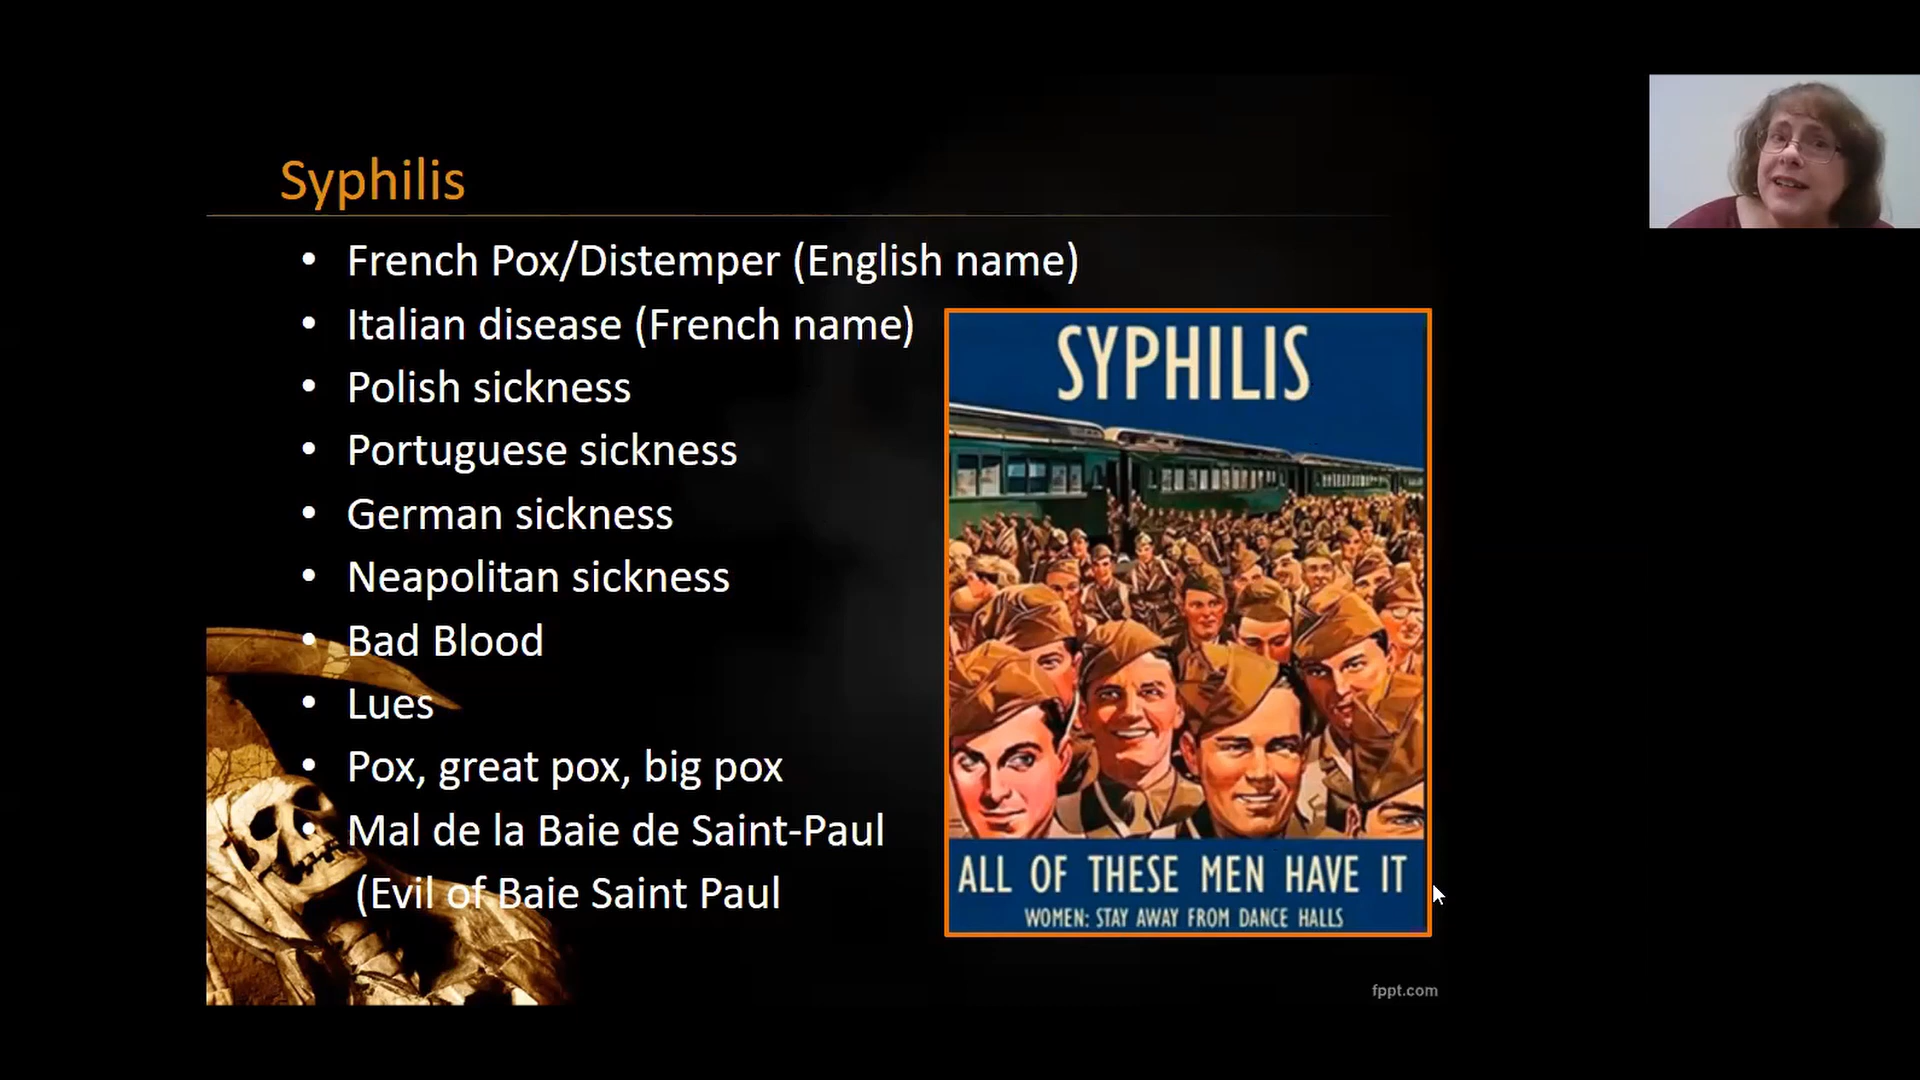 Syphilis
• French Pox/Distemper (English name)
• Italian disease (French name)
• Polish sickness
• Portuguese sickness
• German sickness
• Neapolitan sickness
• Bad Blood
• Lues
• Pox, great pox, big pox
• Mal de la Baie de Saint-Paul
(Evil of Baie Saint Paul
SYPHILIS
ALL OF THESE MEN HAVE IT
WOMEN: STAY AWAY FROM DANCE HALLS
fppt.com